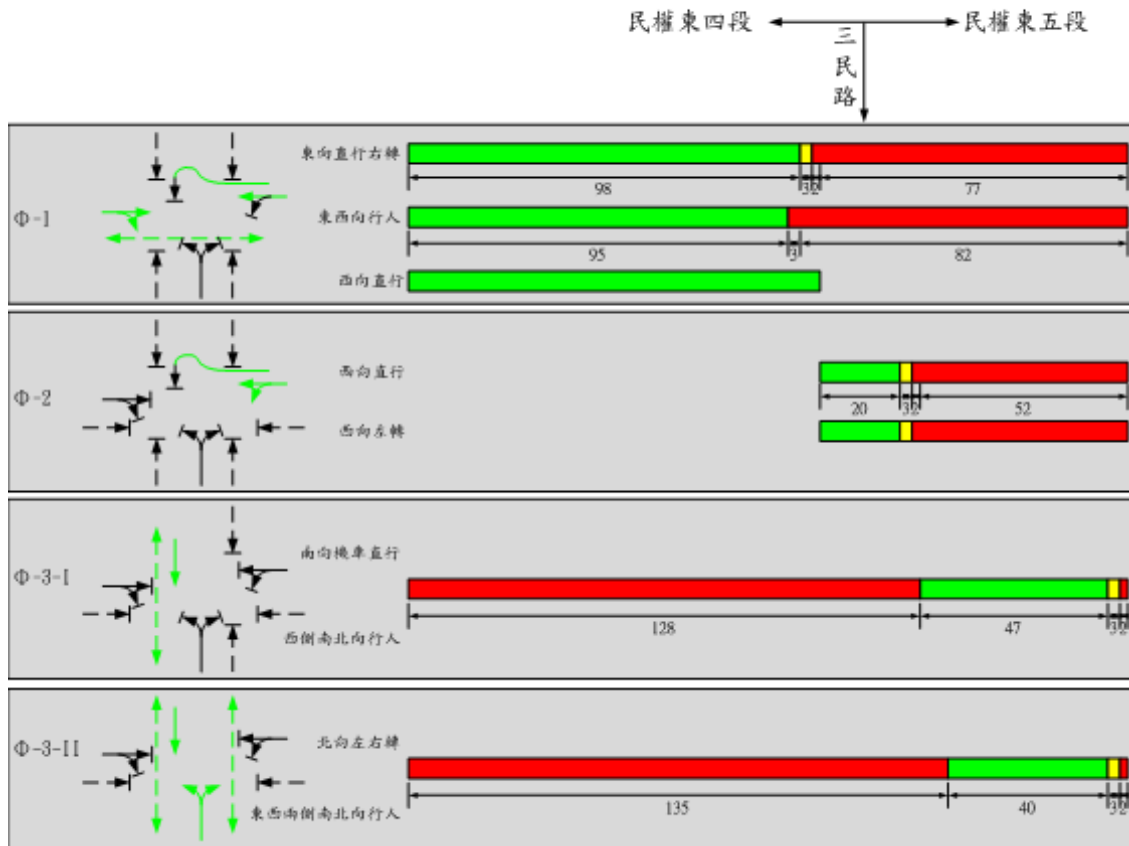 民權東四段 民權東五段
三民路
Φ-1
東向直行右轉
98 3 2 77
東西向行人
95 3 82
西向直行
Φ-2
西向直行
20 3 2 52
西向左轉
Φ-3-I
南向機車直行
128 47 3 2
西側南北向行人
Φ-3-II
北向左右轉
135 40 3 2
東西兩側南北向行人